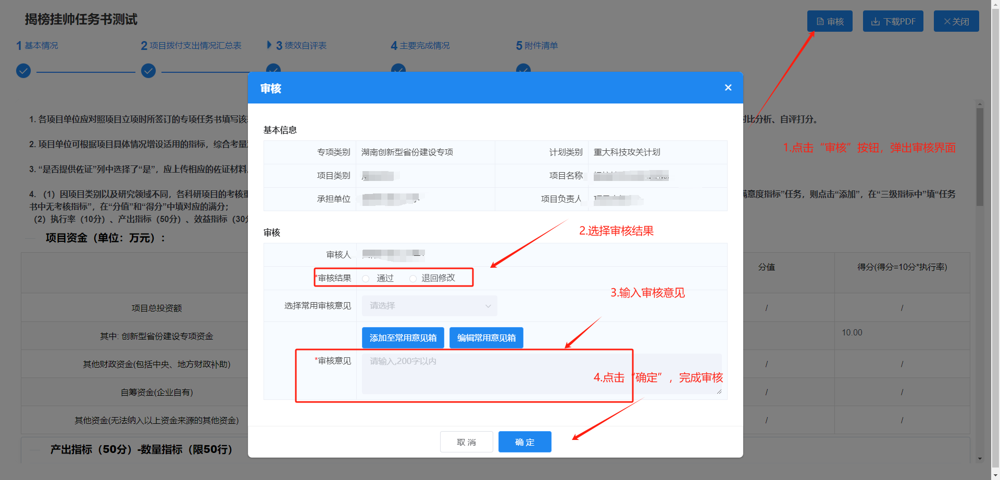 揭榜挂帅任务书测试
审核
下载PDF
关闭
1 基本情况
2 项目拨付支出情况汇总表
3 绩效自评表
4 主要完成情况
5 附件清单
审核
1. 各项目单位应对照项目立项时所签订的专项任务书填写该
对比分析、自评打分。
基本信息
2. 项目单位可根据项目具体情况增设适用的指标，综合考量
1.点击“审核”按钮，弹出审核界面
专项类别 湖南创新型省份建设专项 计划类别 重大科技攻关计划
3. “是否提供佐证”列中选择了“是”，应上传相应的佐证材料
项目类别 项目名称
4. （1）因项目类别以及研究领域不同，各科研项目的考核
满意度指标”任务，则点击“添加”，在“三级指标中”填“任务
承担单位 项目负责人
书中无考核指标”，在“分值”和“得分”中填对应的满分；
（2）执行率（10分）、产出指标（50分）、效益指标（30分
项目资金（单位：万元）：
审核
2.选择审核结果
审核人
分值
得分(得分=10分*执行率)
*审核结果 通过 退回修改
3.输入审核意见
选择常用审核意见 请选择
项目总投资额 / /
其中: 创新型省份建设专项资金 10.00
添加至常用意见箱 编辑常用意见箱
*审核意见 请输入,200字以内
其他财政资金(包括中央、地方财政补助) / /
4.点击“确定”，完成审核
自筹资金(企业自有) / /
其他资金(无法纳入以上资金来源的其他资金) / /
取 消 确 定
产出指标（50分）-数量指标（限50行）